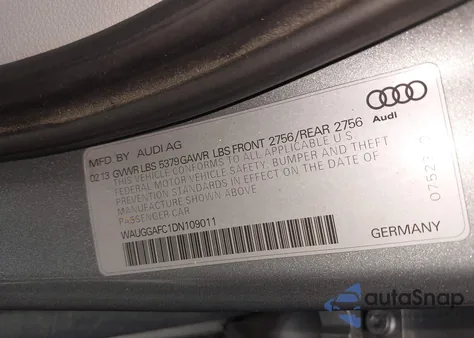 MFD BY AUDI AG
0213 GVWR LBS 5379 GAWR LBS FRONT 2756/REAR 2756
THIS VEHICLE CONFORMS TO ALL APPLICABLE U.S.
FEDERAL MOTOR VEHICLE SAFETY, BUMPER AND THEFT
PREVENTION STANDARDS IN EFFECT ON THE DATE OF
MANUFACTURE SHOWN ABOVE
PASSENGER CAR
WAUGGAFC1DN109011
Audi
GERMANY
autoSnap